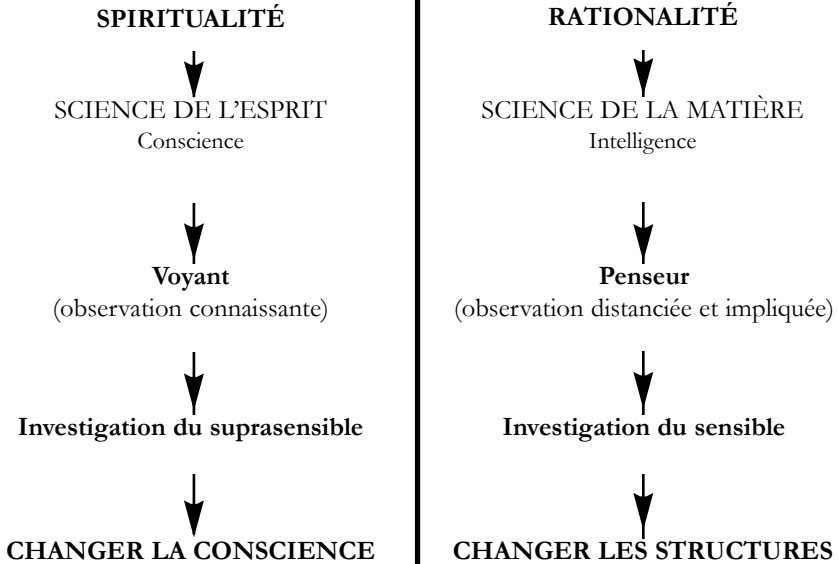 SPIRITUALITÉ
SCIENCE DE L'ESPRIT
Conscience
Voyant
(observation connaissante)
Investigation du suprasensible
CHANGER LA CONSCIENCE
RATIONALITÉ
SCIENCE DE LA MATIÈRE
Intelligence
Penseur
(observation distanciée et impliquée)
Investigation du sensible
CHANGER LES STRUCTURES